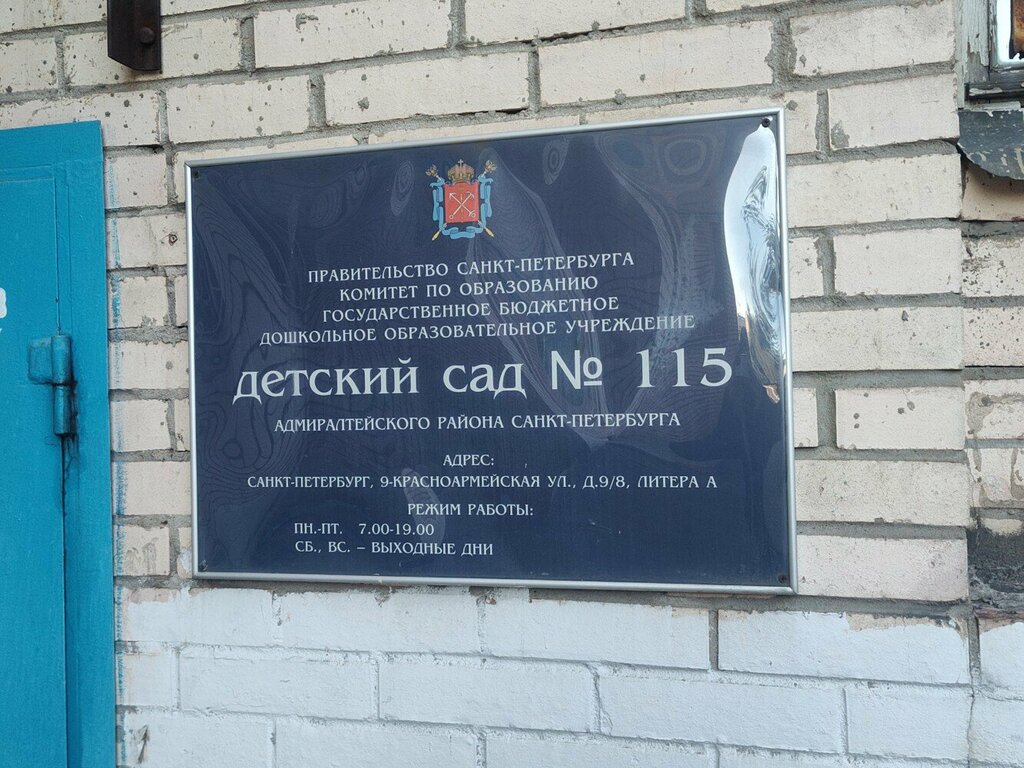 ПРАВИТЕЛЬСТВО САНКТ-ПЕТЕРБУРГА
КОМИТЕТ ПО ОБРАЗОВАНИЮ
ГОСУДАРСТВЕННОЕ БЮДЖЕТНОЕ
ДОШКОЛЬНОЕ ОБРАЗОВАТЕЛЬНОЕ УЧРЕЖДЕНИЕ
детский сад № 115
АДМИРАЛТЕЙСКОГО РАЙОНА САНКТ-ПЕТЕРБУРГА
АДРЕС:
САНКТ-ПЕТЕРБУРГ, 9-КРАСНОАРМЕЙСКАЯ УЛ., Д.9/8, ЛИТЕРА А
РЕЖИМ РАБОТЫ:
ПН.-ПТ. 7.00-19.00
СБ., ВС. – ВЫХОДНЫЕ ДНИ